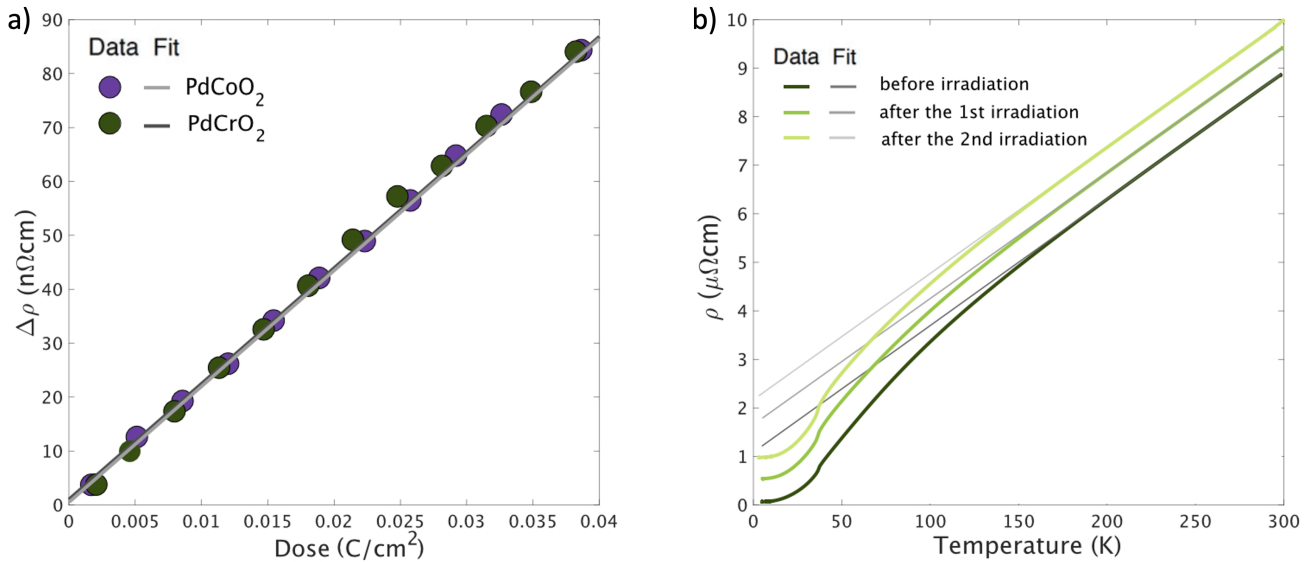 a)
90
80
70
60
50
40
30
20
10
0
Δρ (nΩcm)
Data Fit
PdCoO2
PdCrO2
0 0.005 0.01 0.015 0.02 0.025 0.03 0.035 0.04
Dose (C/cm2)
b)
10
9
8
7
6
5
4
3
2
1
0
ρ (μΩcm)
Data Fit
before irradiation
after the 1st irradiation
after the 2nd irradiation
0 50 100 150 200 250 300
Temperature (K)